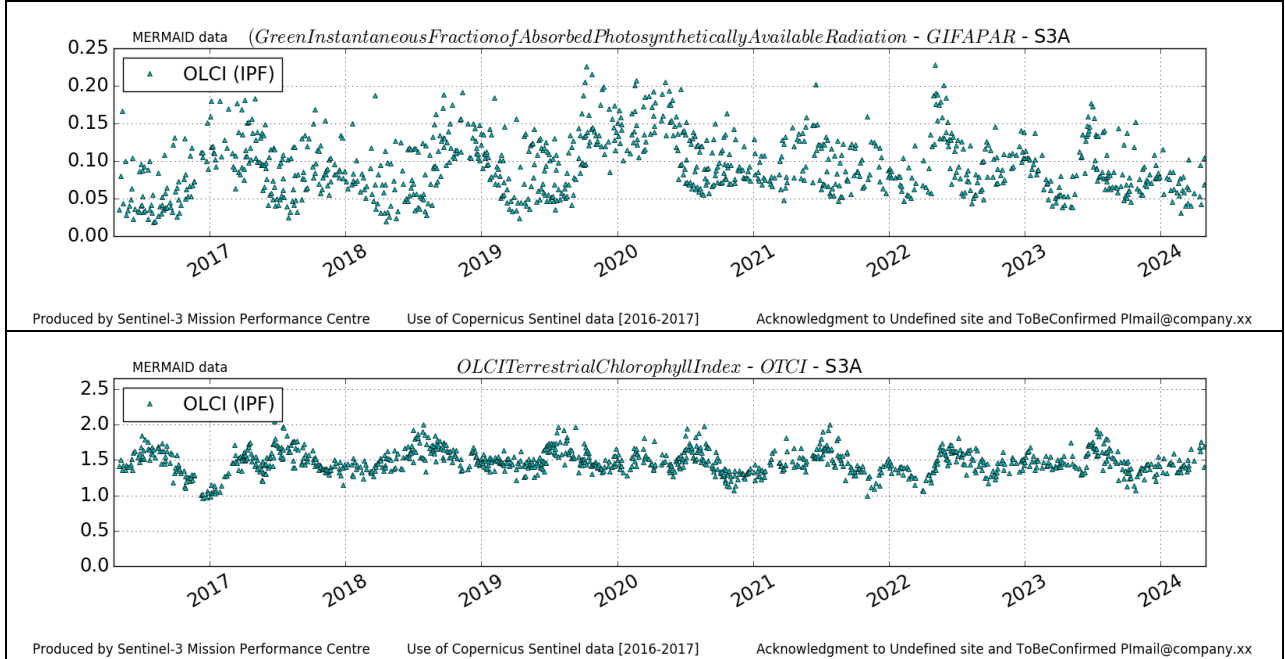 MERMAID data (GreenInstantaneousFractionofAbsorbedPhotosyntheticallyAvailableRadiation - GIFAPAR - S3A
0.25
OLCI (IPF)
0.20
0.15
0.10
0.05
0.00
2017 2018 2019 2020 2021 2022 2023 2024
Produced by Sentinel-3 Mission Performance Centre Use of Copernicus Sentinel data [2016-2017] Acknowledgment to Undefined site and ToBeConfirmed PImail@company.xx
MERMAID data OLCITerrestrialChlorophyllIndex - OTCI - S3A
2.5
OLCI (IPF)
2.0
1.5
1.0
0.5
0.0
2017 2018 2019 2020 2021 2022 2023 2024
Produced by Sentinel-3 Mission Performance Centre Use of Copernicus Sentinel data [2016-2017] Acknowledgment to Undefined site and ToBeConfirmed PImail@company.xx